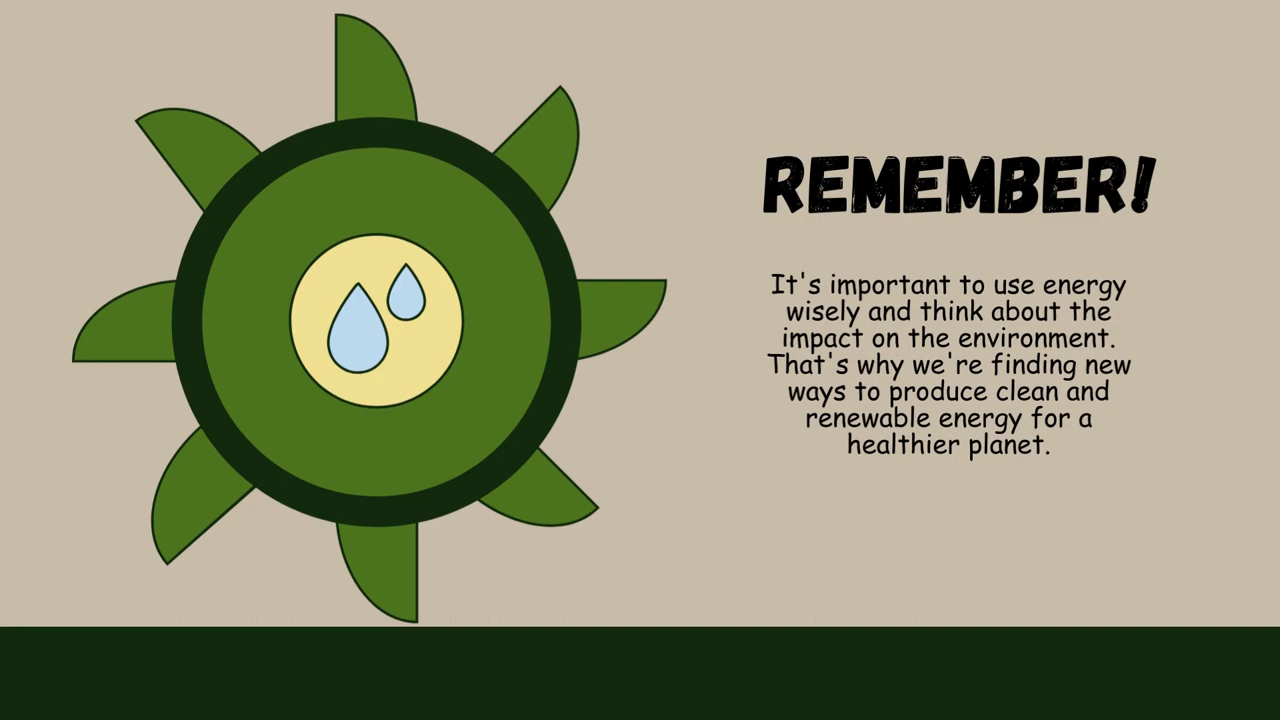 REMEMBER!
It's important to use energy
wisely and think about the
impact on the environment.
That's why we're finding new
ways to produce clean and
renewable energy for a
healthier planet.